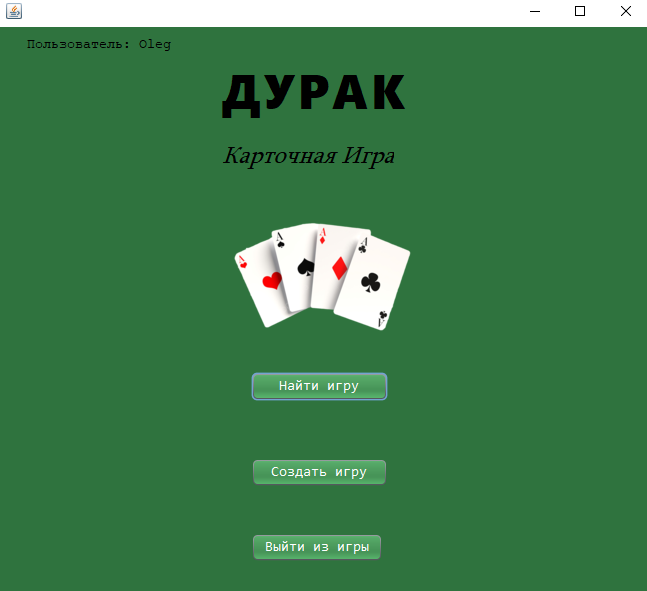 Пользователь: Oleg
ДУРАК
Карточная Игра
A
A
A
A
A
Найти игру
Создать игру
Выйти из игры